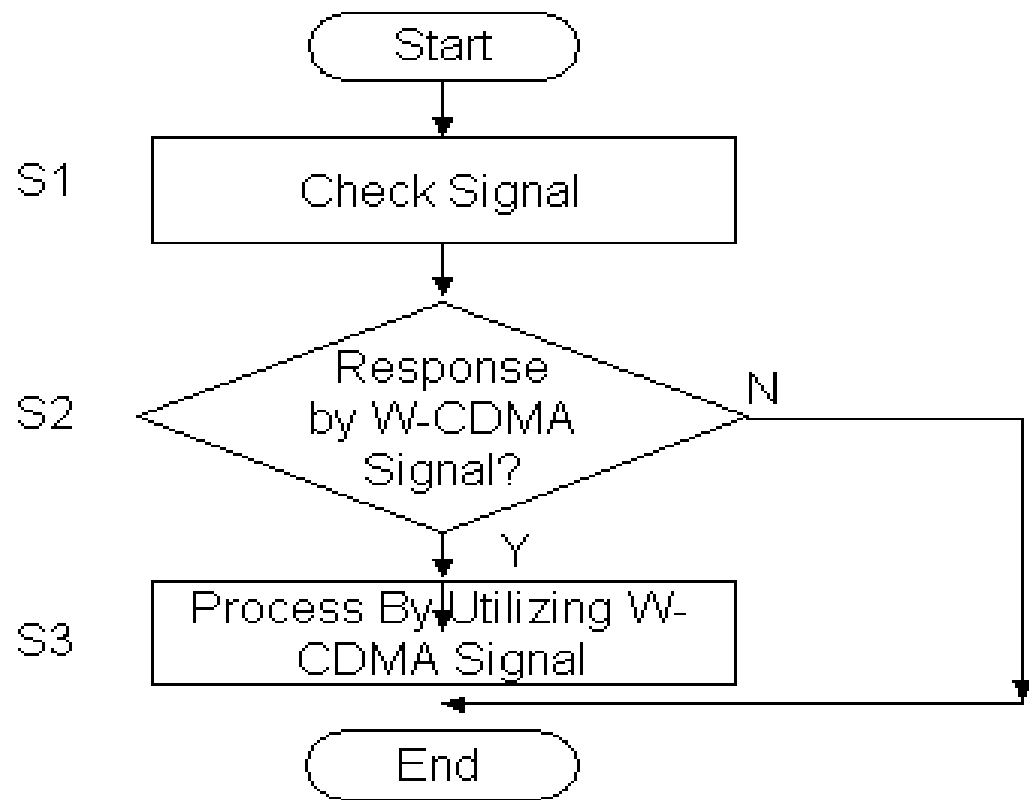 Start
S1
Check Signal
S2
Response
by W-CDMA
Signal?
N
Y
S3
Process By Utilizing W-
CDMA Signal
End